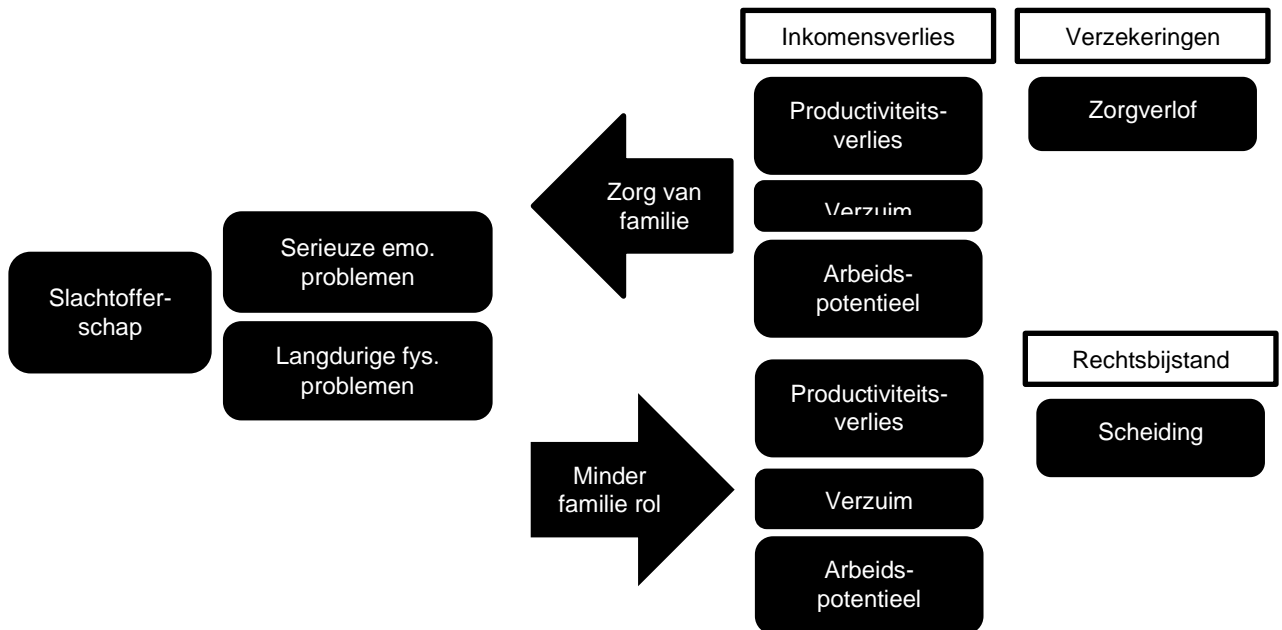 Inkomensverlies
Verzekeringen
Productiviteits-
verlies
Zorgverlof
Zorg van
familie
Verzuim
Serieuze emo.
problemen
Arbeids-
potentieel
Slachtoffer-
schap
Langdurige fys.
problemen
Rechtsbijstand
Productiviteits-
verlies
Scheiding
Minder
familie rol
Verzuim
Arbeids-
potentieel